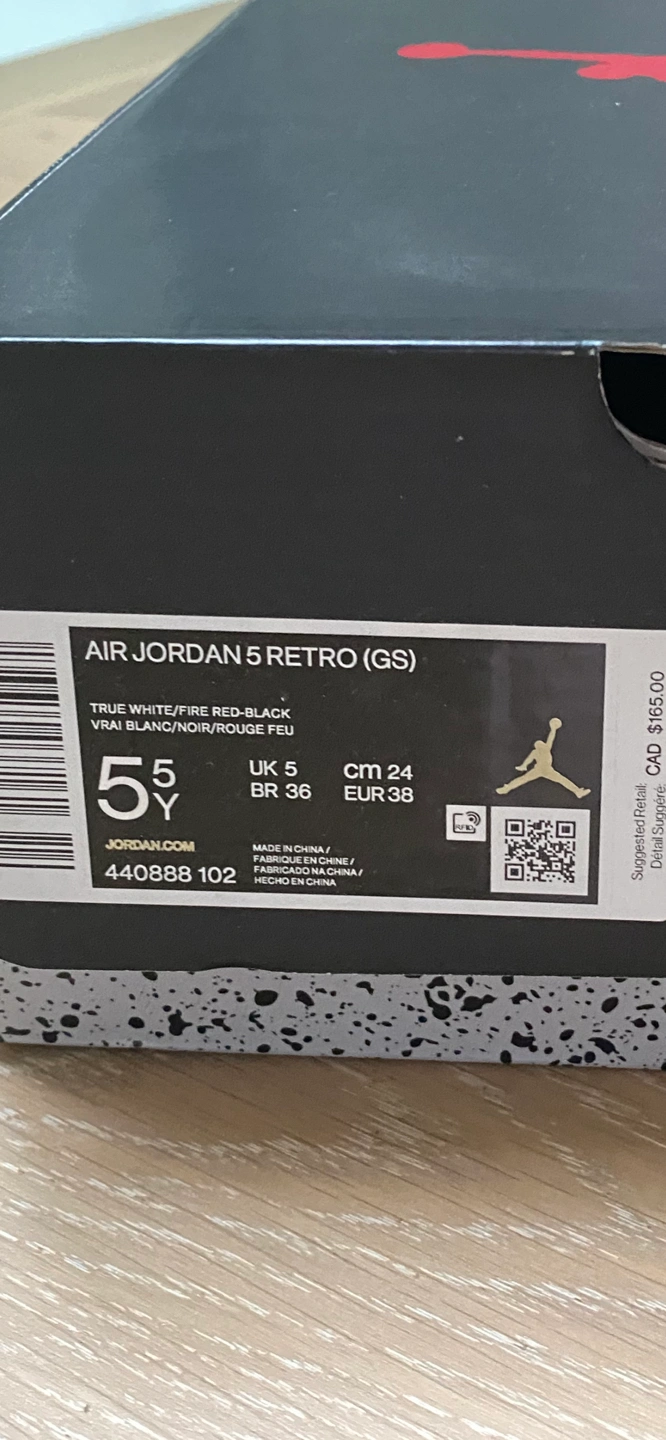 AIR JORDAN 5 RETRO (GS)
TRUE WHITE/FIRE RED-BLACK
VRAI BLANC/NOIR/ROUGE FEU
5 5Y
UK 5
BR 36
cm 24
EUR 38
RFID
JORDAN.COM
440888 102
MADE IN CHINA /
FABRIQUE EN CHINE /
FABRICADO NA CHINA /
HECHO EN CHINA
Suggested Retail:
Détail Suggéré:
CAD $165.00